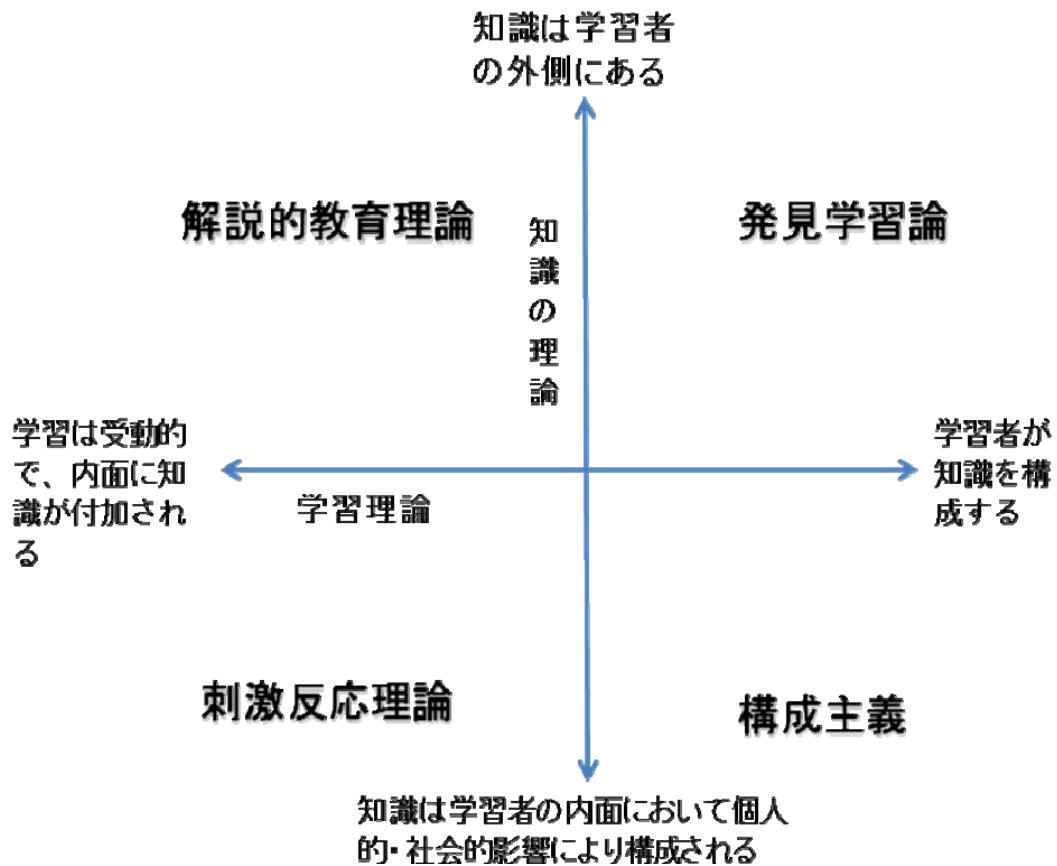 知識は学習者
の外側にある
解説的教育理論
発見学習論
知識の理論
学習は受動的
で、内面に知
識が付加され
る
学習理論
学習者が
知識を構
成する
刺激反応理論
構成主義
知識は学習者の内面において個人
的・社会的影響により構成される